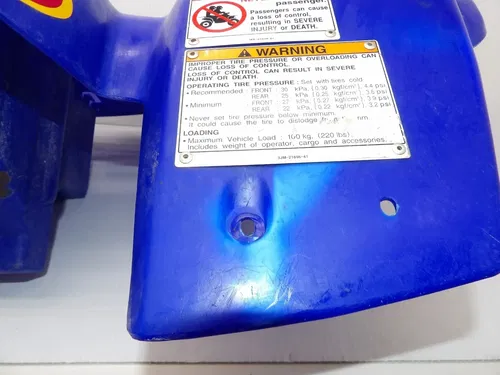 passenger.
Passengers can cause
a loss of control,
resulting in SEVERE
INJURY or DEATH.
WARNING
IMPROPER TIRE PRESSURE OR OVERLOADING CAN
CAUSE LOSS OF CONTROL.
LOSS OF CONTROL CAN RESULT IN SEVERE
INJURY OR DEATH.
OPERATING TIRE PRESSURE : Set with tires cold
• Recommended FRONT 30 kPa, {0.30 kgf/cm², 4.4 psi
REAR 25 kPa, {0.25 kgf/cm², 3.6 psi
• Minimum FRONT 27 kPa, {0.27 kgf/cm², 3.9 psi
REAR 22 kPa, {0.22 kgf/cm², 3.2 psi
• Never set tire pressure below minimum.
It could cause the tire to dislodge
LOADING
• Maximum Vehicle Load : 100 kg. (220 lbs).
Includes weight of operator, cargo and accessories.